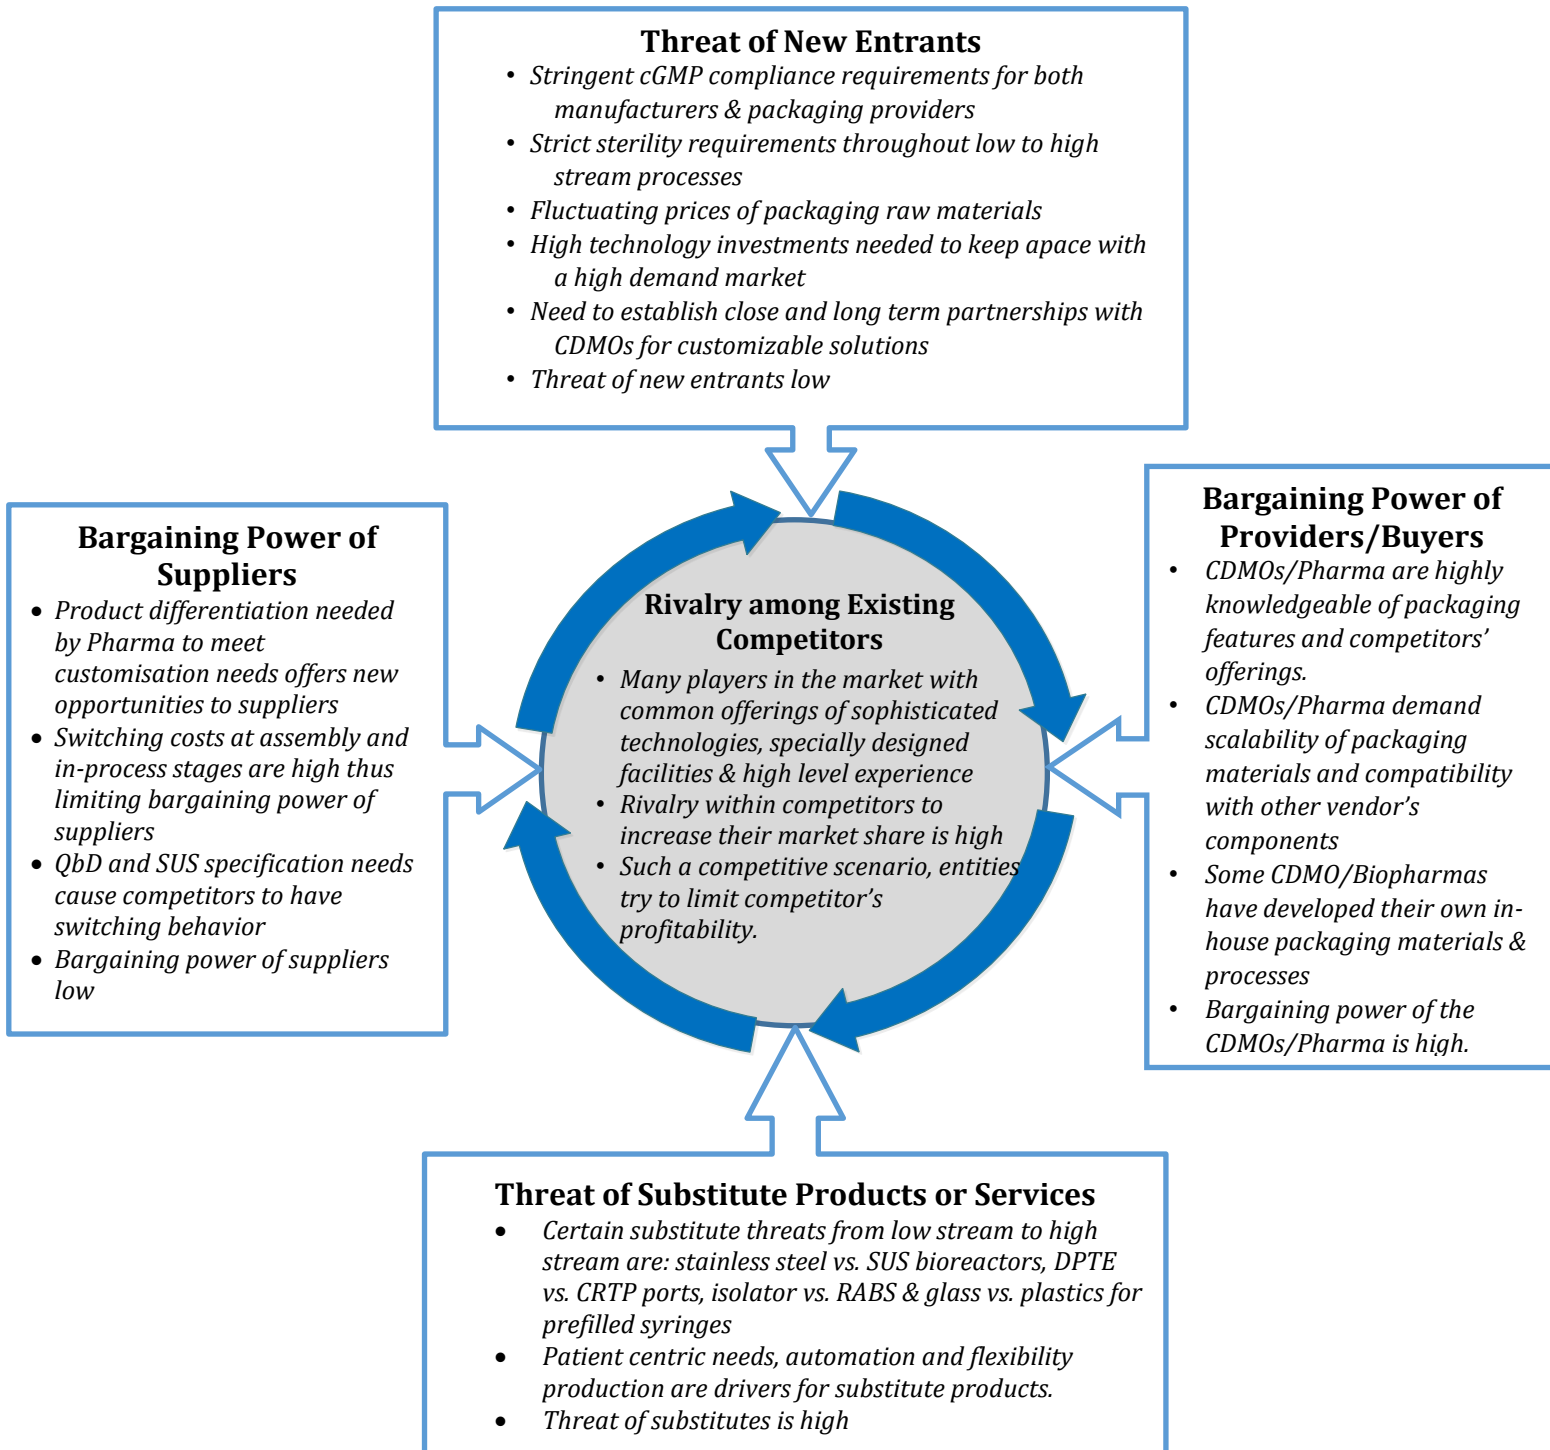 Threat of New Entrants
• Stringent cGMP compliance requirements for both
manufacturers & packaging providers
• Strict sterility requirements throughout low to high
stream processes
• Fluctuating prices of packaging raw materials
• High technology investments needed to keep apace with
a high demand market
• Need to establish close and long term partnerships with
CDMOs for customizable solutions
• Threat of new entrants low
Bargaining Power of
Suppliers
• Product differentiation needed
by Pharma to meet
customisation needs offers new
opportunities to suppliers
• Switching costs at assembly and
in-process stages are high thus
limiting bargaining power of
suppliers
• QbD and SUS specification needs
cause competitors to have
switching behavior
• Bargaining power of suppliers
low
Rivalry among Existing
Competitors
• Many players in the market with
common offerings of sophisticated
technologies, specially designed
facilities & high level experience
• Rivalry within competitors to
increase their market share is high
• Such a competitive scenario, entities
try to limit competitor’s
profitability.
Bargaining Power of
Providers/Buyers
• CDMOs/Pharma are highly
knowledgeable of packaging
features and competitors’
offerings.
• CDMOs/Pharma demand
scalability of packaging
materials and compatibility
with other vendor’s
components
• Some CDMO/Biopharmas
have developed their own in-
house packaging materials &
processes
• Bargaining power of the
CDMOs/Pharma is high.
Threat of Substitute Products or Services
• Certain substitute threats from low stream to high
stream are: stainless steel vs. SUS bioreactors, DPTE
vs. CRTP ports, isolator vs. RABS & glass vs. plastics for
prefilled syringes
• Patient centric needs, automation and flexibility
production are drivers for substitute products.
• Threat of substitutes is high